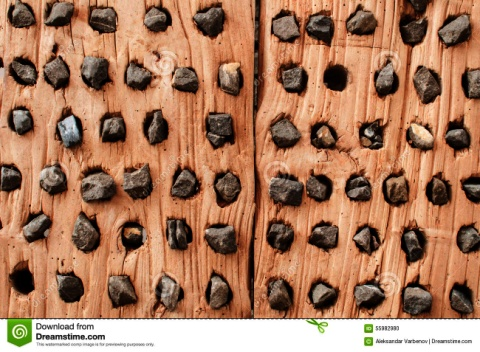 Download from
Dreamstime.com
This watermarked comp image is for previewing purposes only.
55982980
Aleksandar Varbenov | Dreamstime.com